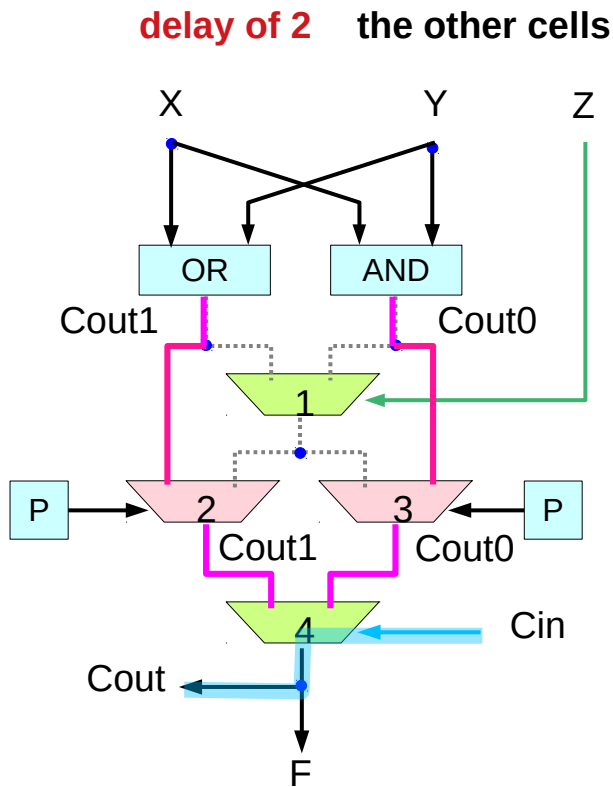 delay of 2 the other cells
X Y Z
OR AND
Cout1 Cout0
1
P 2 3 P
Cout1 Cout0
4 Cin
Cout
F